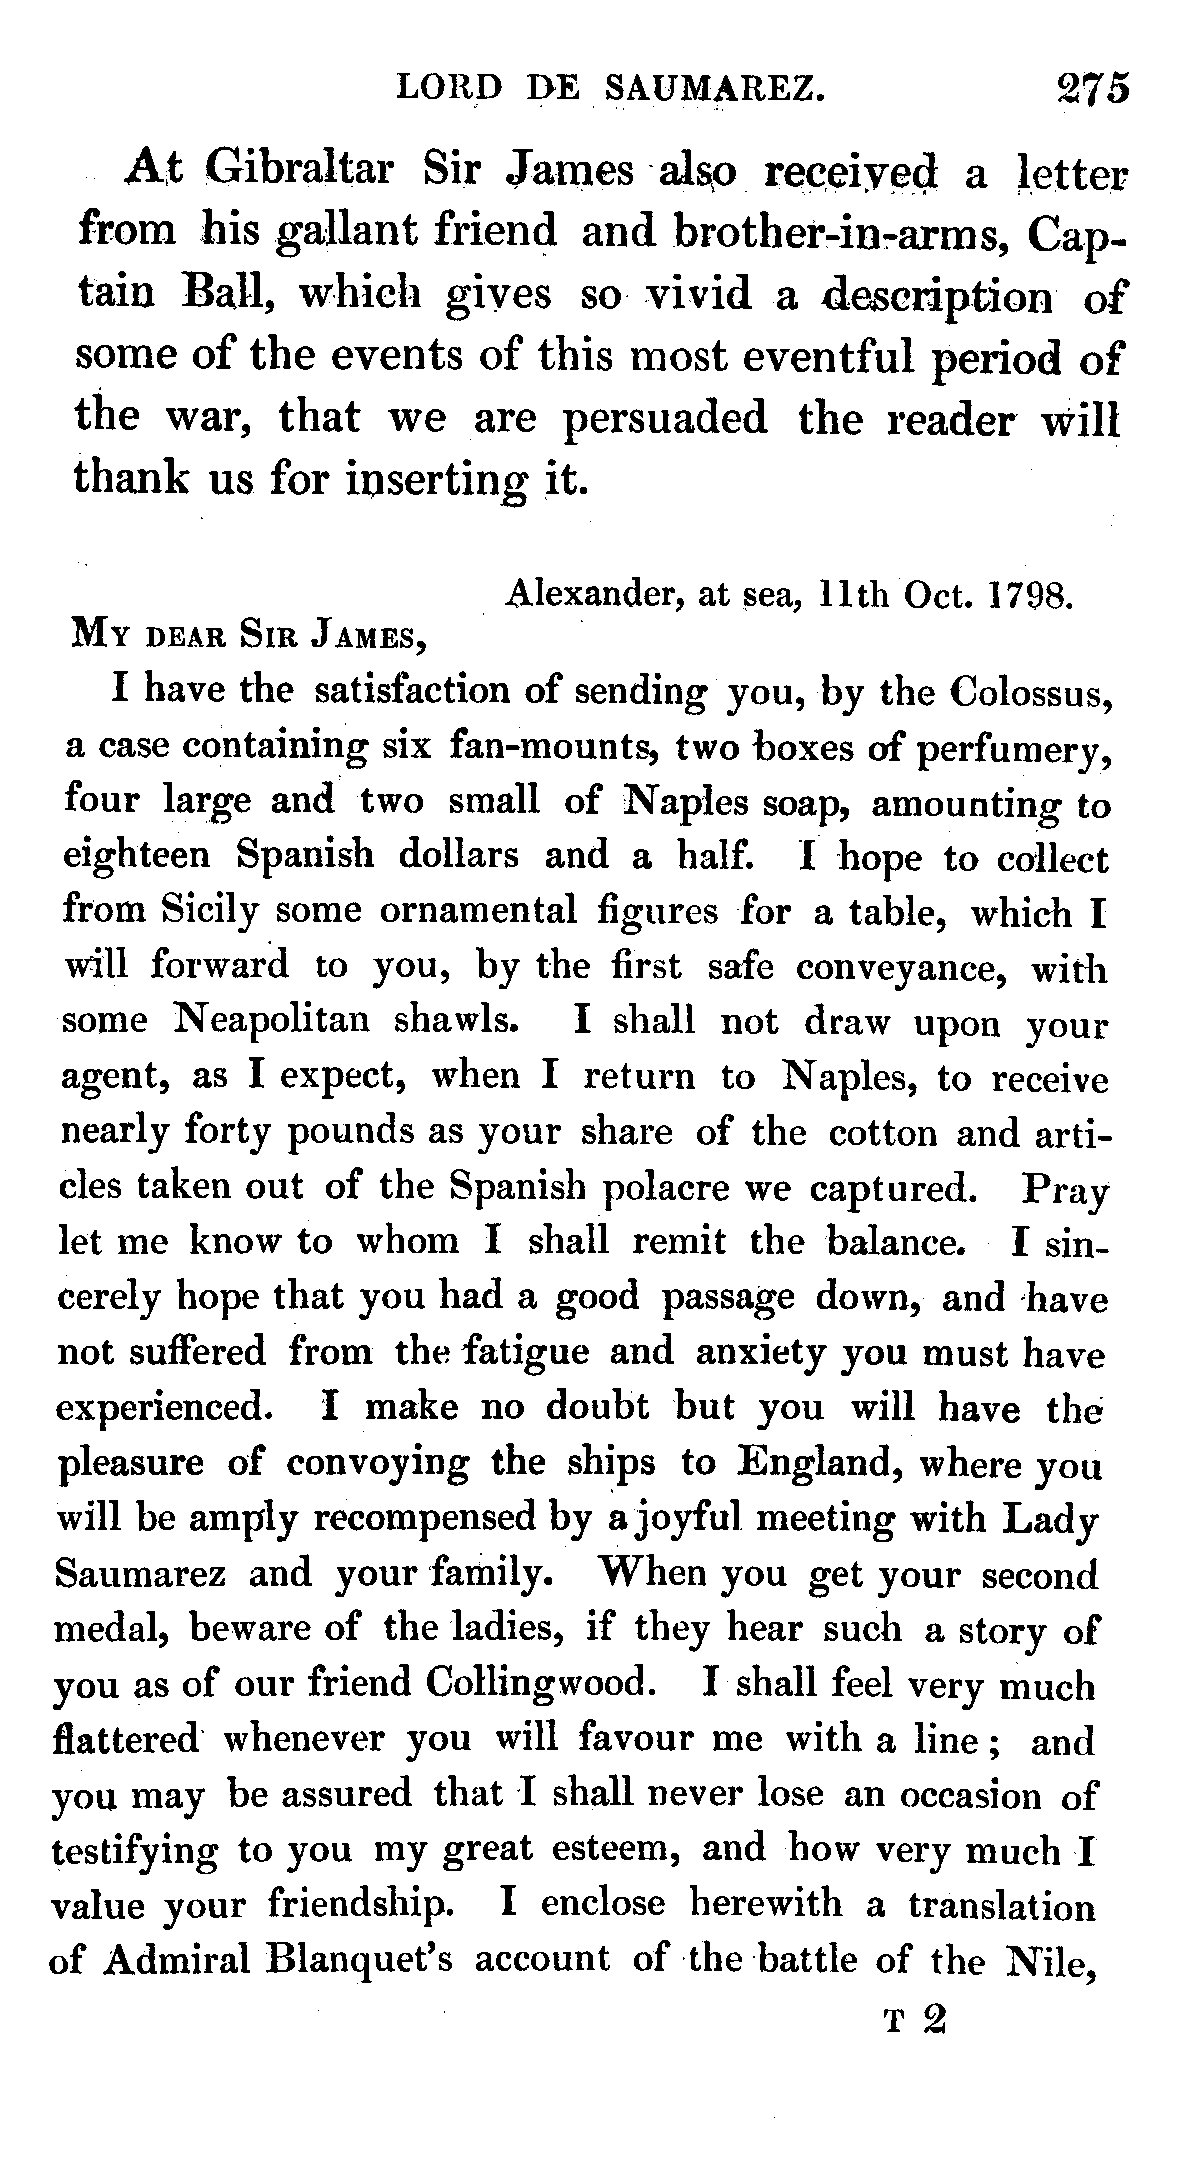 LORD DE SAUMAREZ. 275
At Gibraltar Sir James also received a letter
from his gallant friend and brother-in-arms, Cap-
tain Ball, which gives so vivid a description of
some of the events of this most eventful period of
the war, that we are persuaded the reader will
thank us for inserting it.
Alexander, at sea, 11th Oct. 1798.
MY DEAR SIR JAMES,
I have the satisfaction of sending you, by the Colossus,
a case containing six fan-mounts, two boxes of perfumery,
four large and two small of Naples soap, amounting to
eighteen Spanish dollars and a half. I hope to collect
from Sicily some ornamental figures for a table, which I
will forward to you, by the first safe conveyance, with
some Neapolitan shawls. I shall not draw upon your
agent, as I expect, when I return to Naples, to receive
nearly forty pounds as your share of the cotton and arti-
cles taken out of the Spanish polacre we captured. Pray
let me know to whom I shall remit the balance. I sin-
cerely hope that you had a good passage down, and have
not suffered from the fatigue and anxiety you must have
experienced. I make no doubt but you will have the
pleasure of convoying the ships to England, where you
will be amply recompensed by a joyful meeting with Lady
Saumarez and your family. When you get your second
medal, beware of the ladies, if they hear such a story of
you as of our friend Collingwood. I shall feel very much
flattered whenever you will favour me with a line; and
you may be assured that I shall never lose an occasion of
testifying to you my great esteem, and how very much I
value your friendship. I enclose herewith a translation
of Admiral Blanquet's account of the battle of the Nile,
T 2